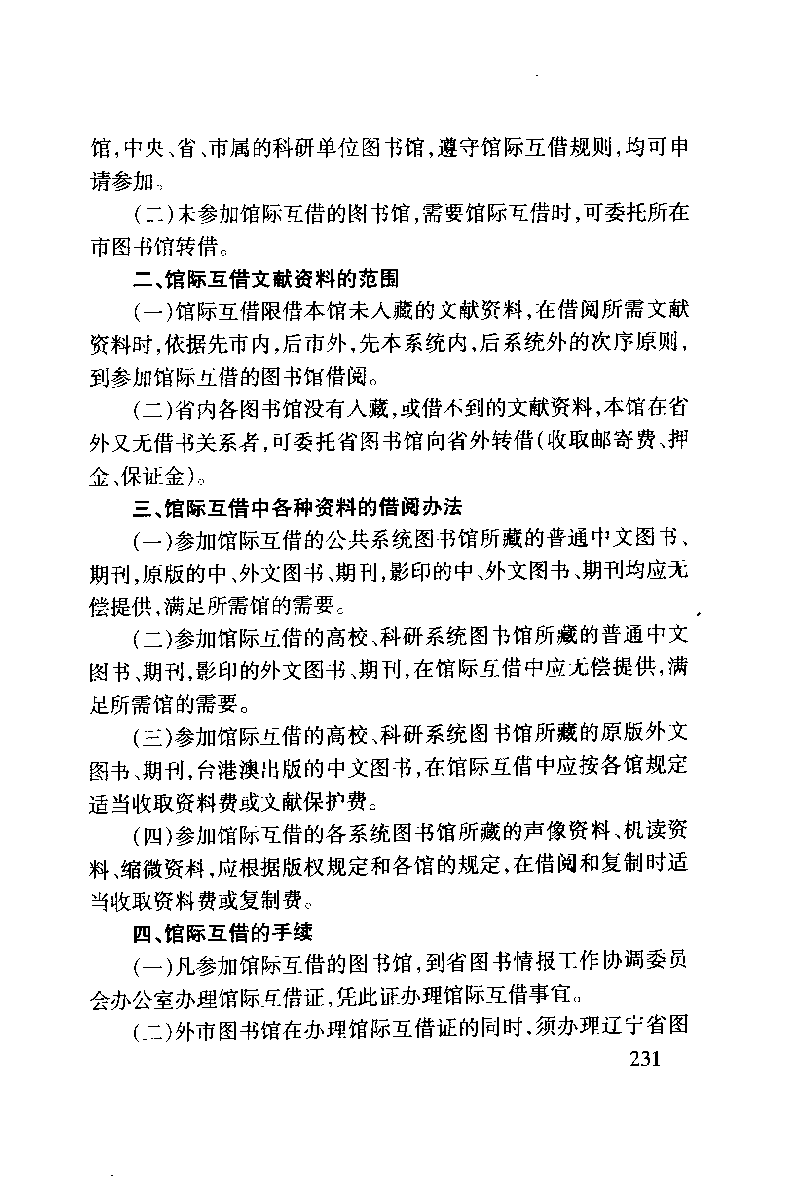 馆,中央、省、市属的科研单位图书馆,遵守馆际互借规则,均可申
请参加。
(二)未参加馆际互借的图书馆,需要馆际互借时,可委托所在
市图书馆转借。
二、馆际互借文献资料的范围
(一)馆际互借限借本馆未入藏的文献资料,在借阅所需文献
资料时,依据先市内,后市外,先本系统内,后系统外的次序原则,
到参加馆际互借的图书馆借阅。
(二)省内各图书馆没有入藏,或借不到的文献资料,本馆在省
外又无借书关系者,可委托省图书馆向省外转借(收取邮寄费、押
金、保证金)。
三、馆际互借中各种资料的借阅办法
(一)参加馆际互借的公共系统图书馆所藏的普通中文图书、
期刊,原版的中、外文图书、期刊,影印的中、外文图书、期刊均应无
偿提供,满足所需馆的需要。
(二)参加馆际互借的高校、科研系统图书馆所藏的普通中文
图书、期刊,影印的外文图书、期刊,在馆际互借中应无偿提供,满
足所需馆的需要。
(三)参加馆际互借的高校、科研系统图书馆所藏的原版外文
图书、期刊,台港澳出版的中文图书,在馆际互借中应按各馆规定
适当收取资料费或文献保护费。
(四)参加馆际互借的各系统图书馆所藏的声像资料、机读资
料、缩微资料,应根据版权规定和各馆的规定,在借阅和复制时适
当收取资料费或复制费。
四、馆际互借的手续
(一)凡参加馆际互借的图书馆,到省图书情报工作协调委员
会办公室办理馆际互借证,凭此证办理馆际互借事宜。
(二)外市图书馆在办理馆际互借证的同时,须办理辽宁省图
231